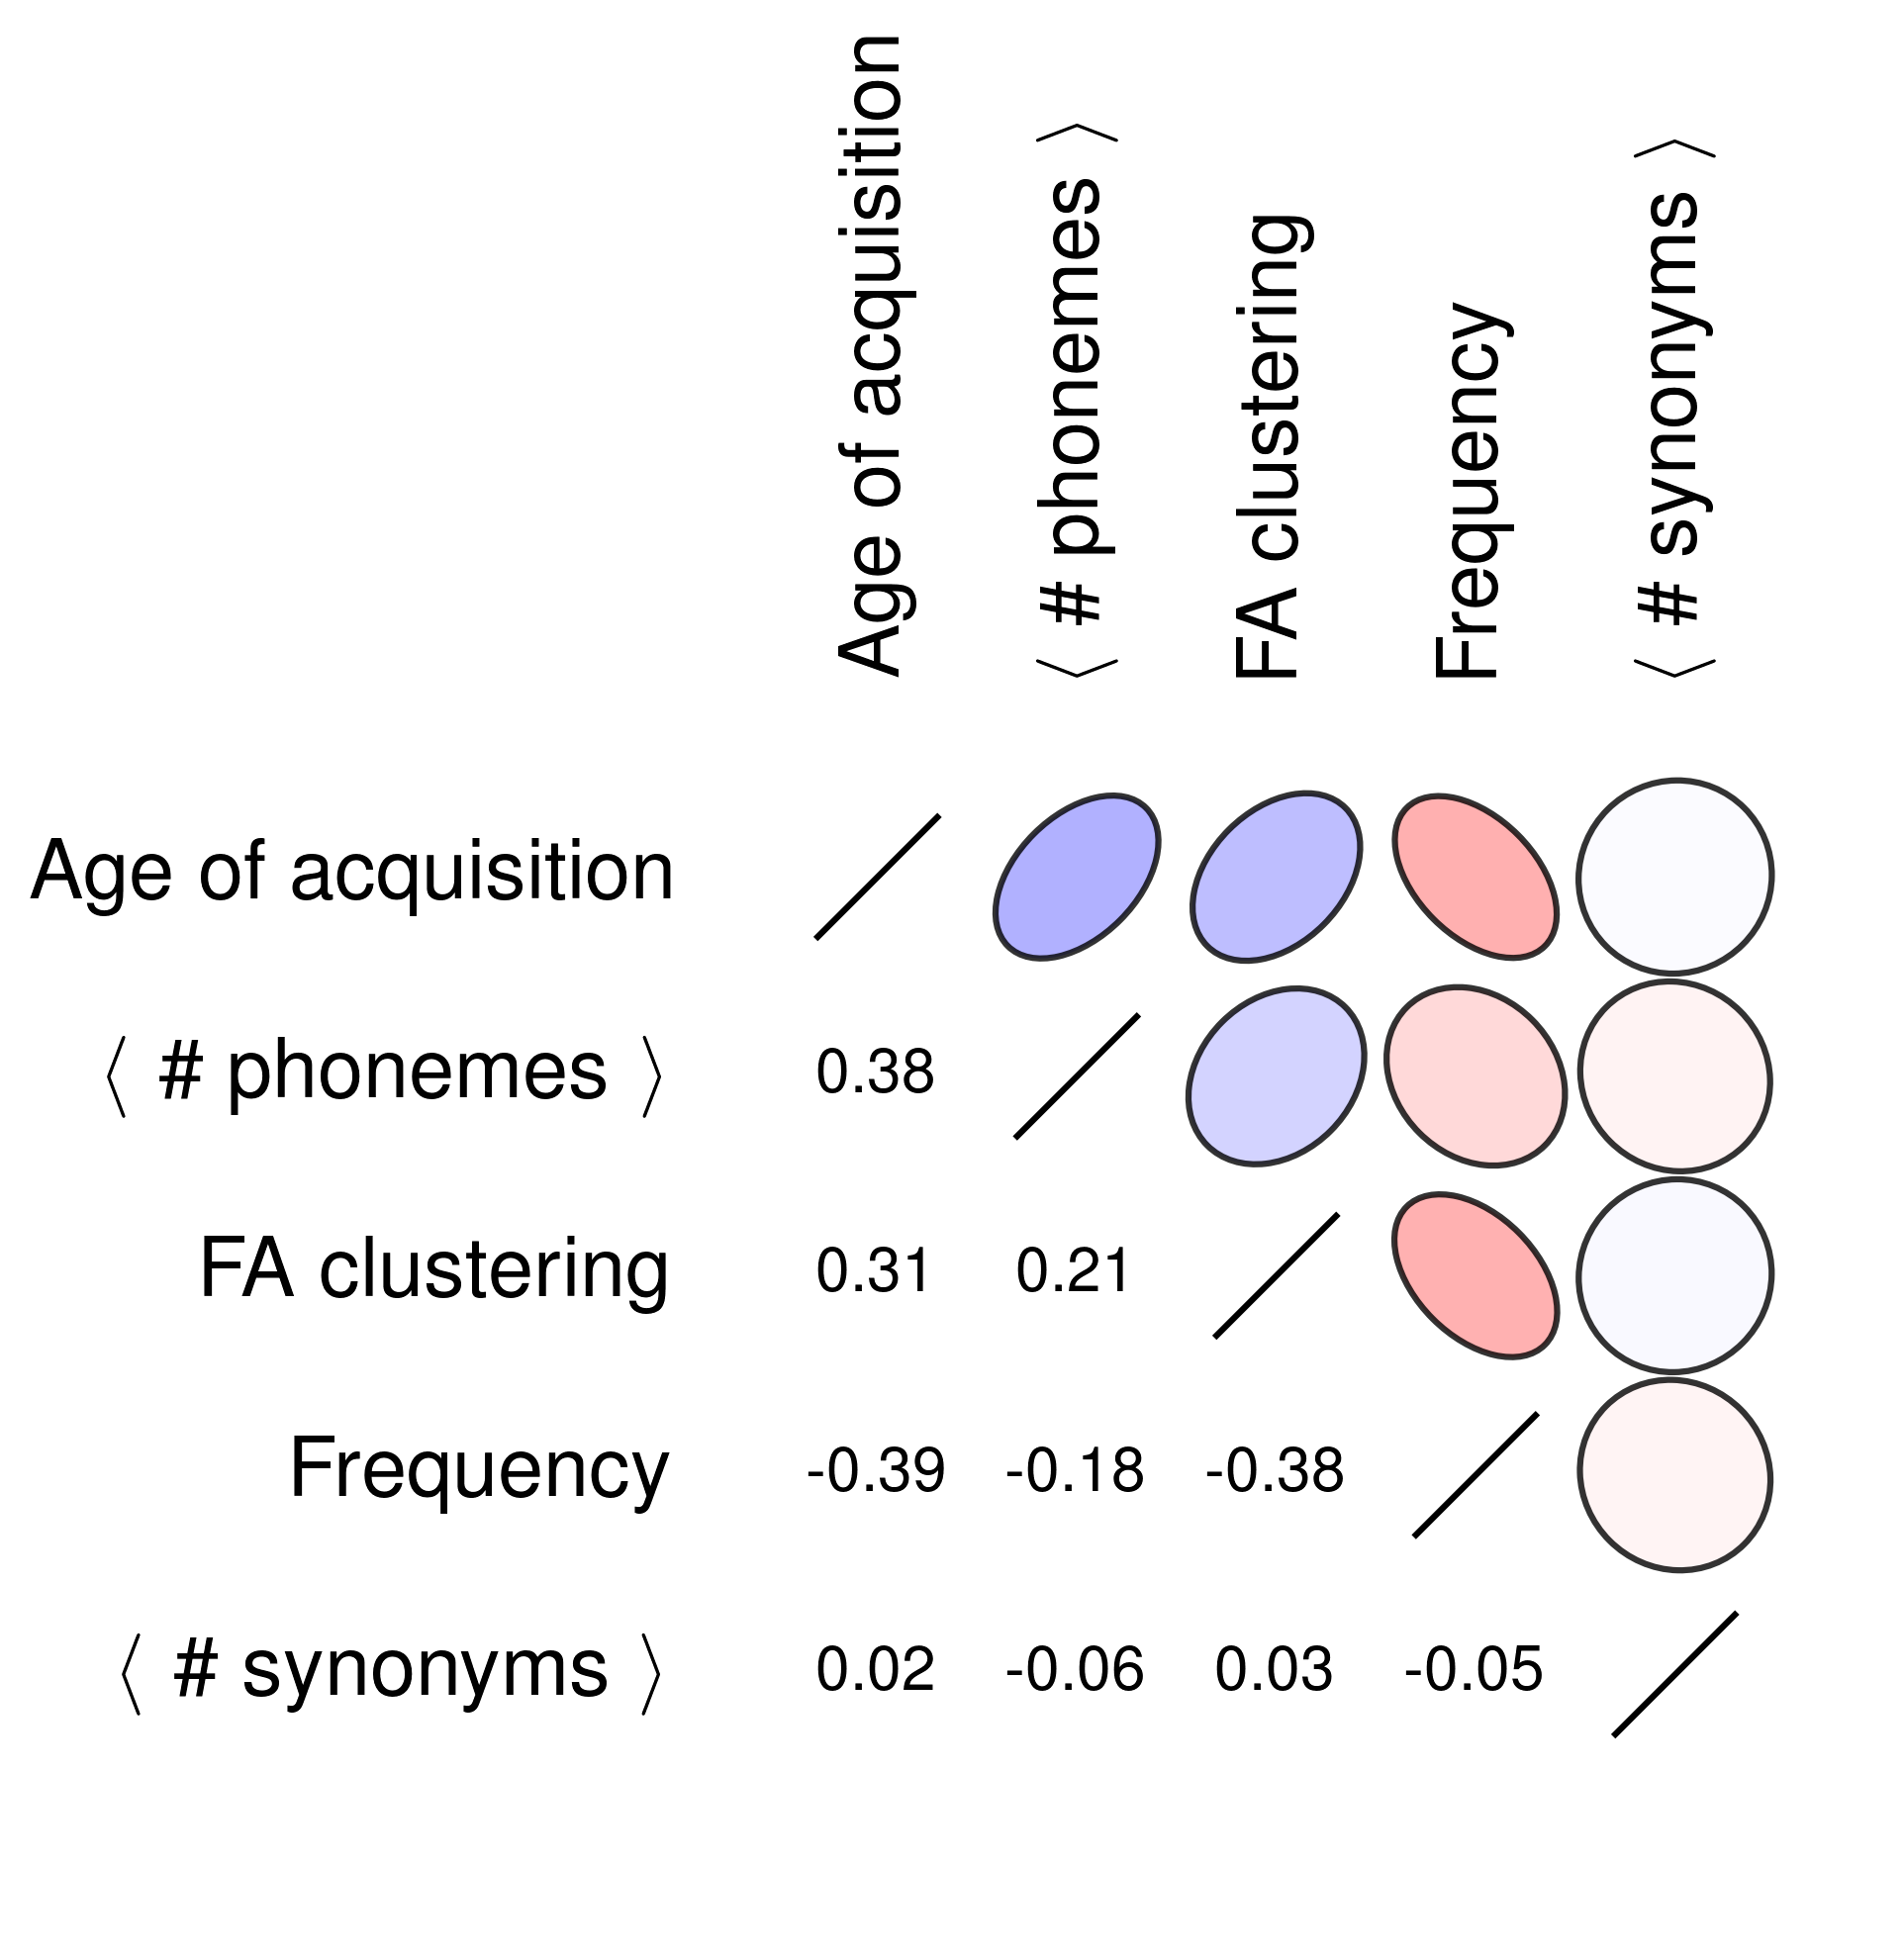 Age of acquisition
〈 # phonemes 〉
FA clustering
Frequency
〈 # synonyms 〉
Age of acquisition
〈 # phonemes 〉 0.38
FA clustering 0.31 0.21
Frequency -0.39 -0.18 -0.38
〈 # synonyms 〉 0.02 -0.06 0.03 -0.05